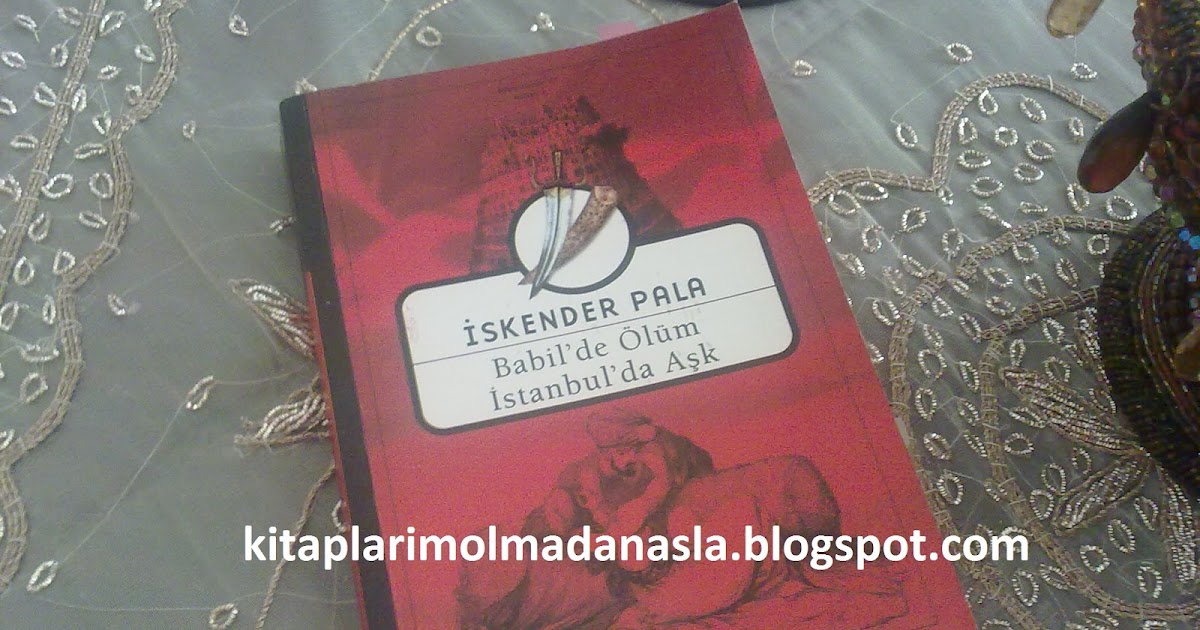 İSKENDER PALA
Babil'de Ölüm
İstanbul'da Aşk
kitaplarimolmadanasla.blogspot.com